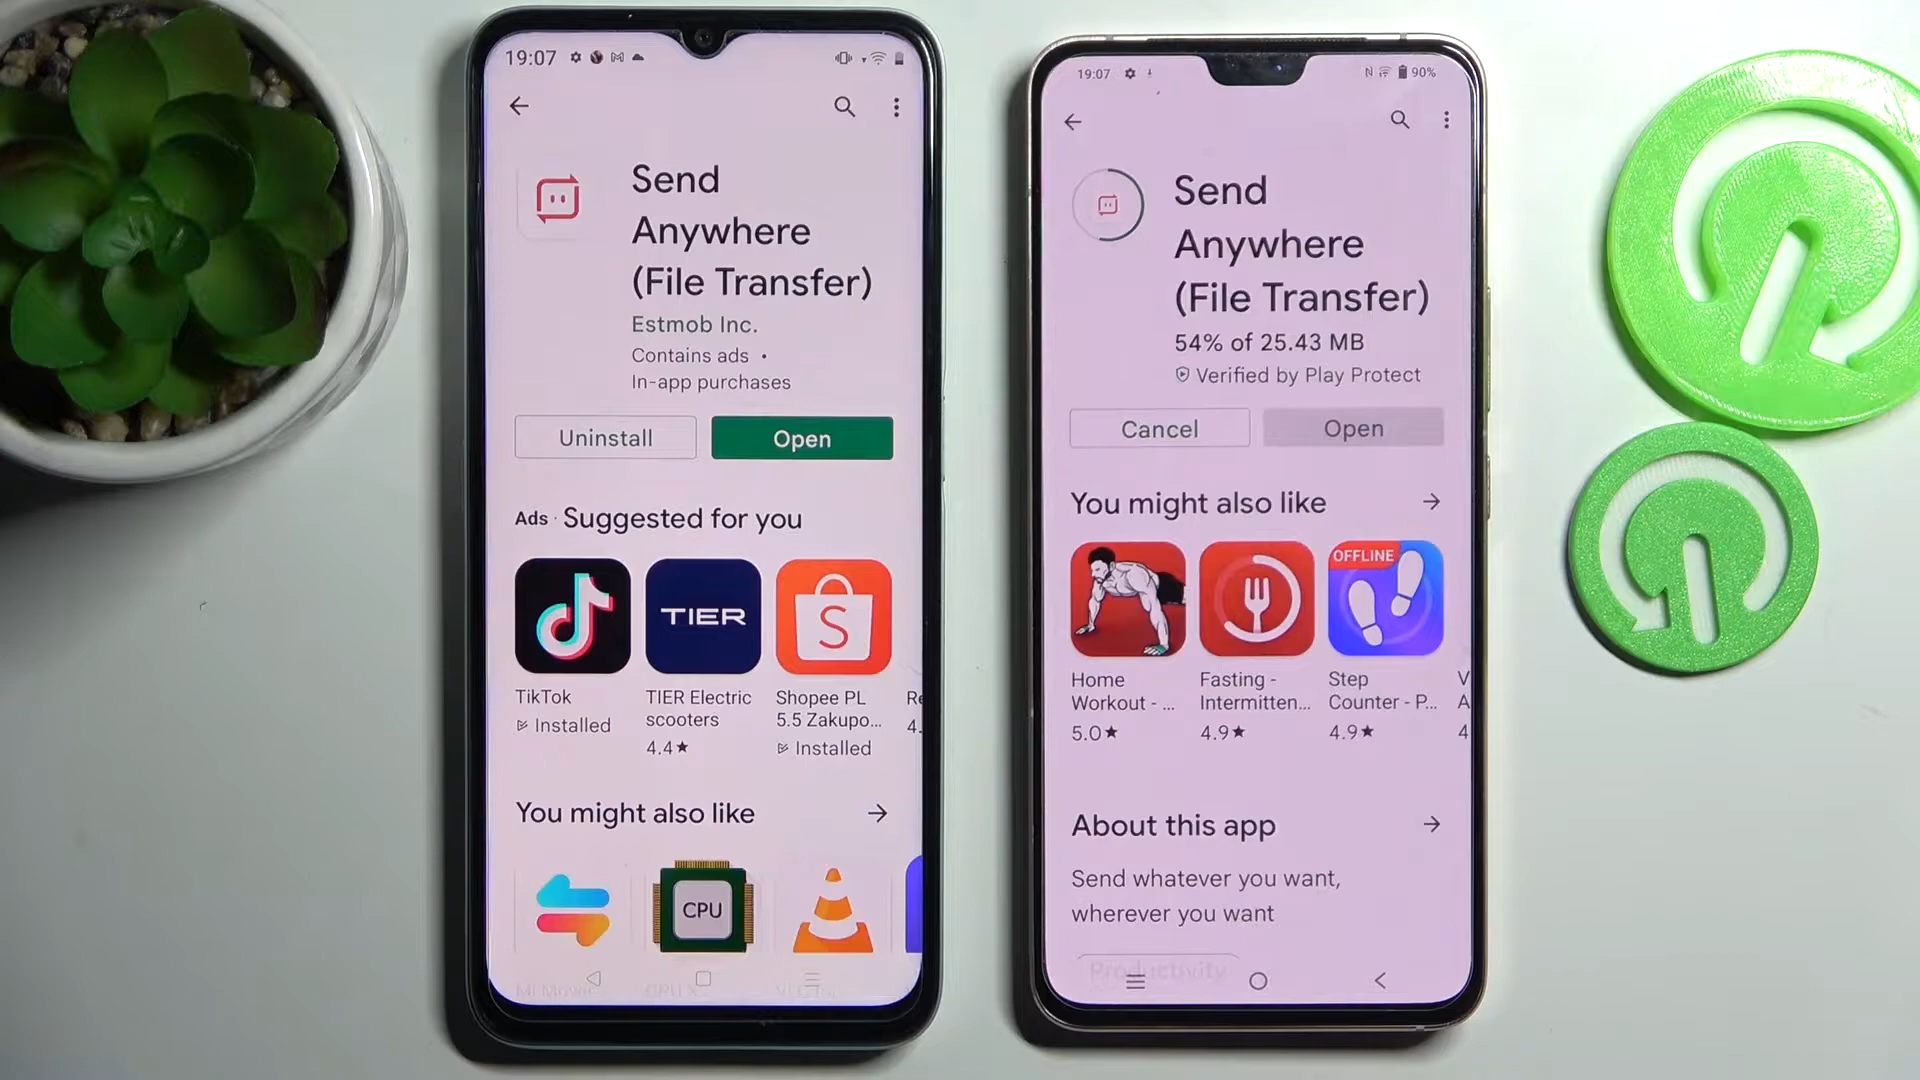 19:07
Send
Anywhere
(File Transfer)
Estmob Inc.
Contains ads •
In-app purchases
Uninstall
Open
Ads · Suggested for you
TIER
S
TikTok
Installed
TIER Electric
scooters
4.4★
Shopee PL
5.5 Zakupo...
Installed
Re
4.
You might also like
CPU
19:07
N
90%
Send
Anywhere
(File Transfer)
54% of 25.43 MB
Verified by Play Protect
Cancel
Open
You might also like
OFFLINE
Home
Workout - ...
5.0★
Fasting -
Intermitten...
4.9★
Step
Counter - P...
4.9★
V
A
4
About this app
Send whatever you want,
wherever you want
Productivity